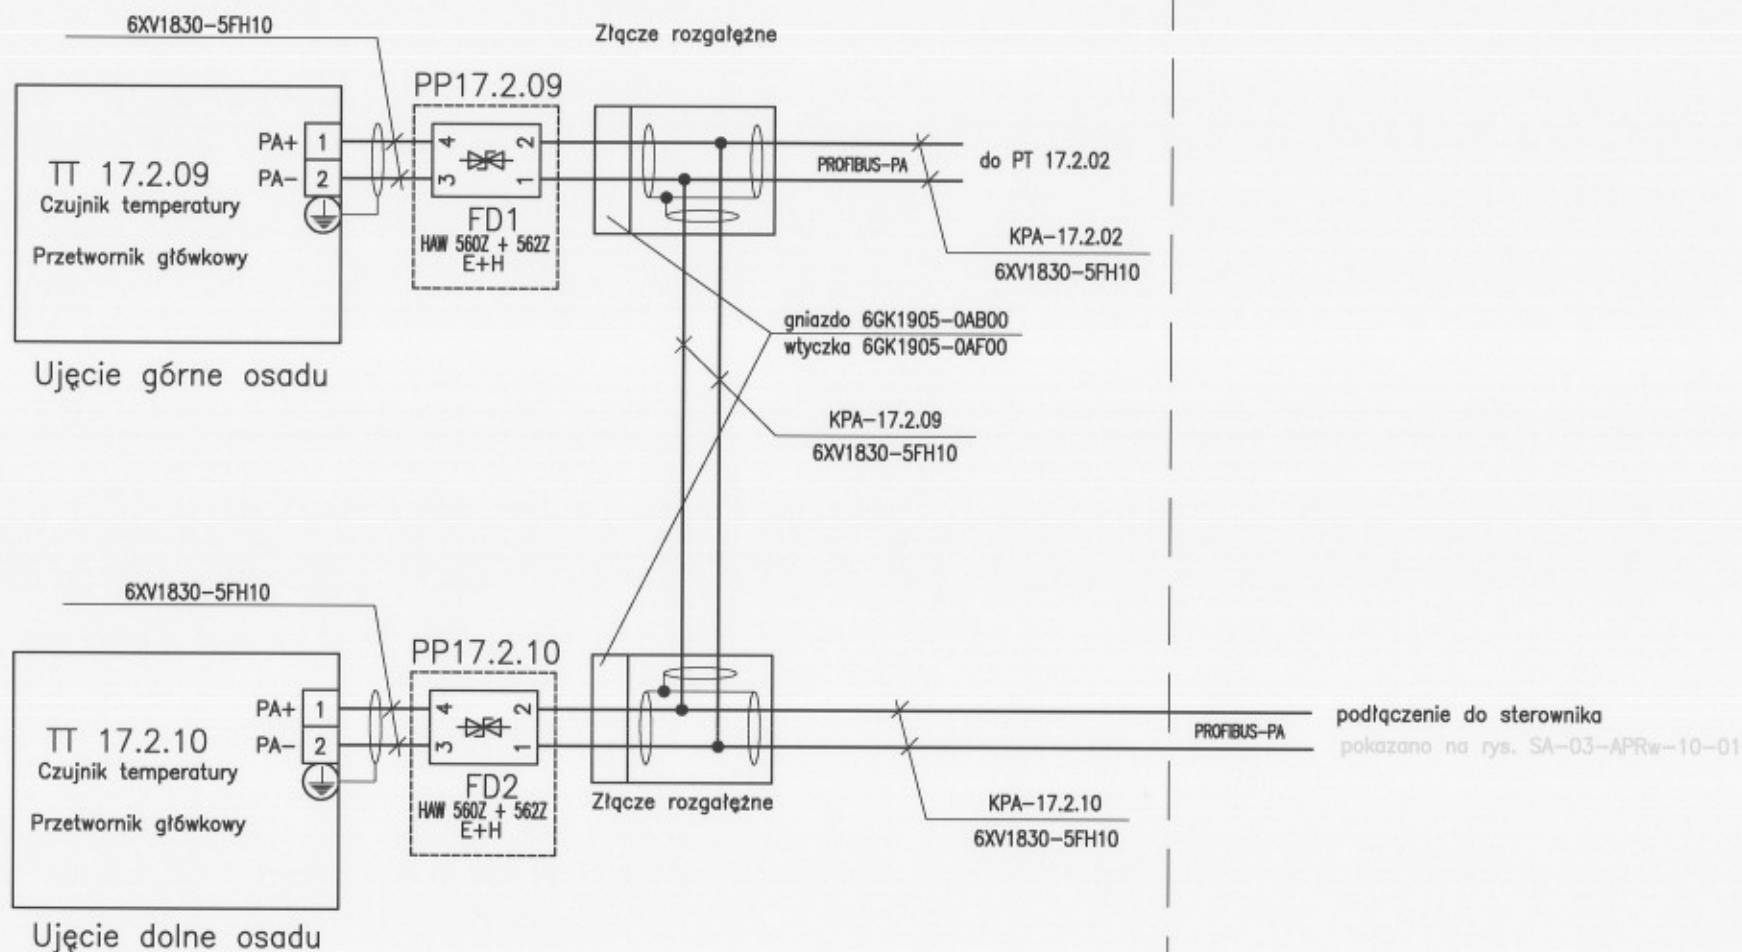 6XV1830-5FH10
Złącze rozgałęźne
PP17.2.09
PA+ 1
4 2
TT 17.2.09
PA- 2
3 1
PROFIBUS-PA
do PT 17.2.02
Czujnik temperatury
FD1
HAW 560Z + 562Z
E+H
Przetwornik główkowy
KPA-17.2.02
6XV1830-5FH10
gniazdo 6GK1905-0AB00
wtyczka 6GK1905-0AF00
Ujęcie górne osadu
KPA-17.2.09
6XV1830-5FH10
6XV1830-5FH10
PP17.2.10
PA+ 1
4 2
TT 17.2.10
PA- 2
3 1
PROFIBUS-PA
podłączenie do sterownika
pokazano na rys. SA-03-APRw-10-01
Czujnik temperatury
FD2
HAW 560Z + 562Z
E+H
Złącze rozgałęźne
Przetwornik główkowy
KPA-17.2.10
6XV1830-5FH10
Ujęcie dolne osadu